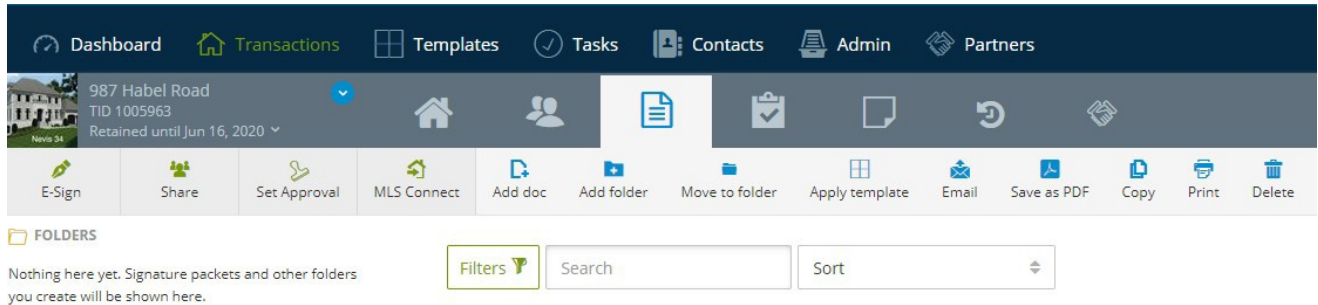 Dashboard Transactions Templates Tasks Contacts Admin Partners
987 Habel Road
TID 1005963
Retained until Jun 16, 2020
Nevis 34
E-Sign Share Set Approval MLS Connect Add doc Add folder Move to folder Apply template Email Save as PDF Copy Print Delete
FOLDERS
Nothing here yet. Signature packets and other folders
you create will be shown here.
Filters Search Sort